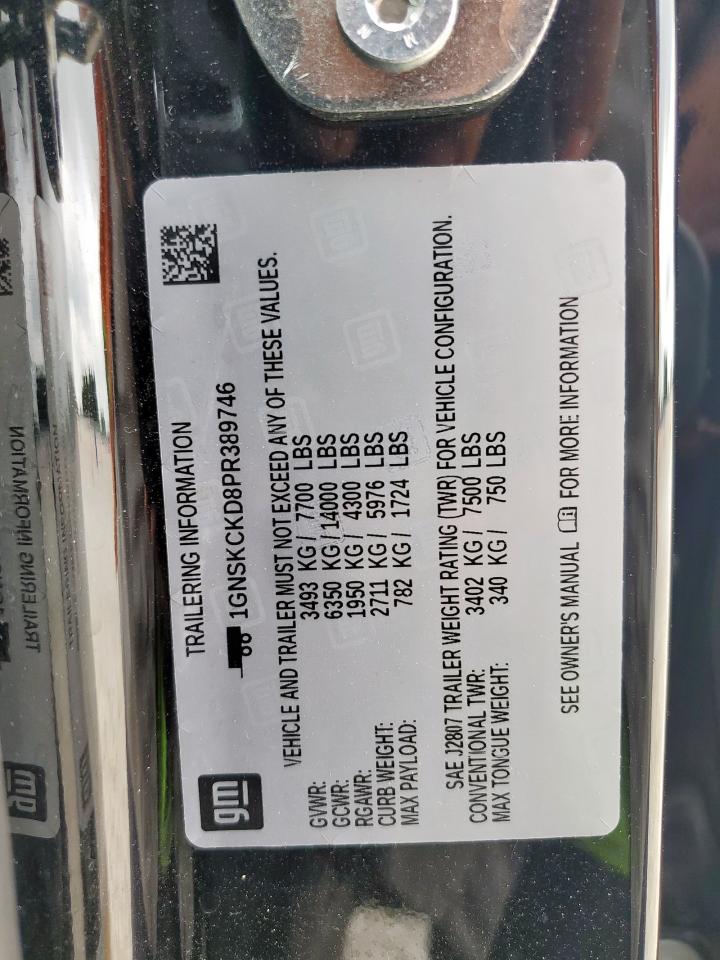 gm
TRAILERING INFORMATION
1GNSKCKD8PR389746
VEHICLE AND TRAILER MUST NOT EXCEED ANY OF THESE VALUES.
GVWR: 3493 KG / 7700 LBS
GCWR: 6350 KG / 14000 LBS
RGAWR: 1950 KG / 4300 LBS
CURB WEIGHT: 2711 KG / 5976 LBS
MAX PAYLOAD: 782 KG / 1724 LBS
SAE J2807 TRAILER WEIGHT RATING (TWR) FOR VEHICLE CONFIGURATION.
CONVENTIONAL TWR: 3402 KG / 7500 LBS
MAX TONGUE WEIGHT: 340 KG / 750 LBS
SEE OWNER'S MANUAL FOR MORE INFORMATION
TRAILERING INFORMATION
gm